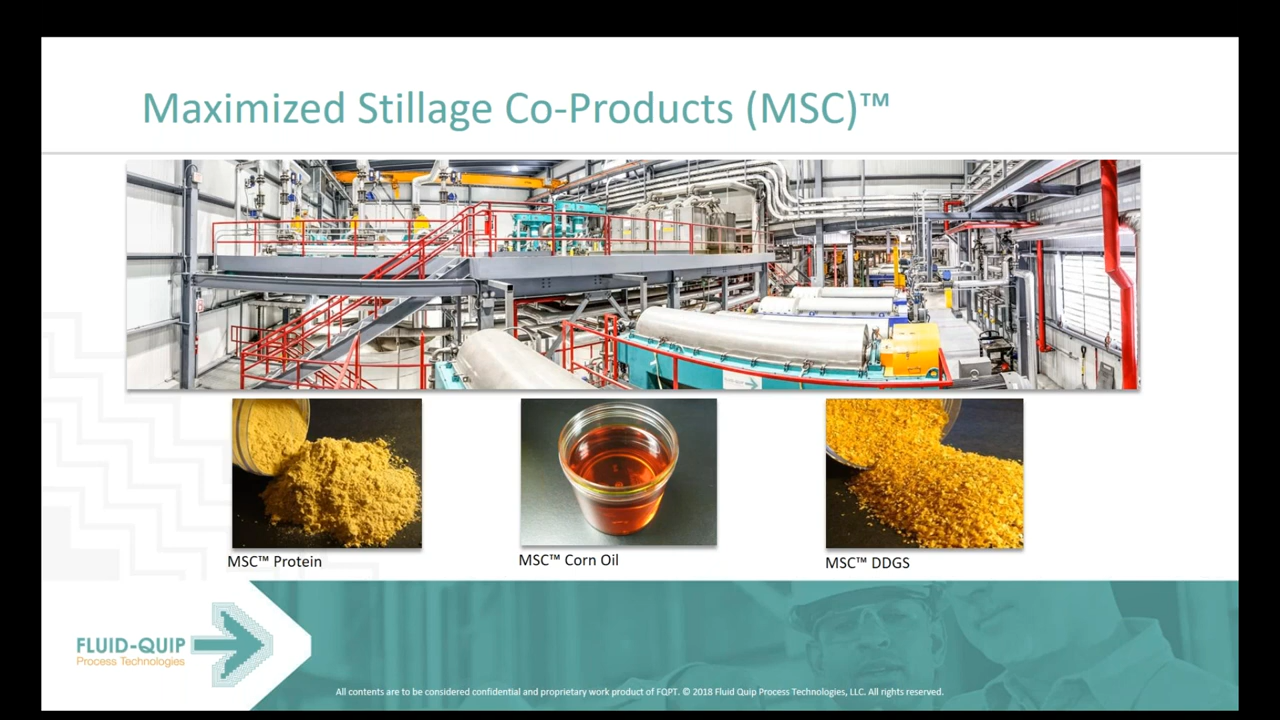 Maximized Stillage Co-Products (MSC)™
MSC™ Protein
MSC™ Corn Oil
MSC™ DDGS
FLUID-QUIP
Process Technologies
All contents are to be considered confidential and proprietary work product of FQPT. © 2018 Fluid Quip Process Technologies, LLC. All rights reserved.